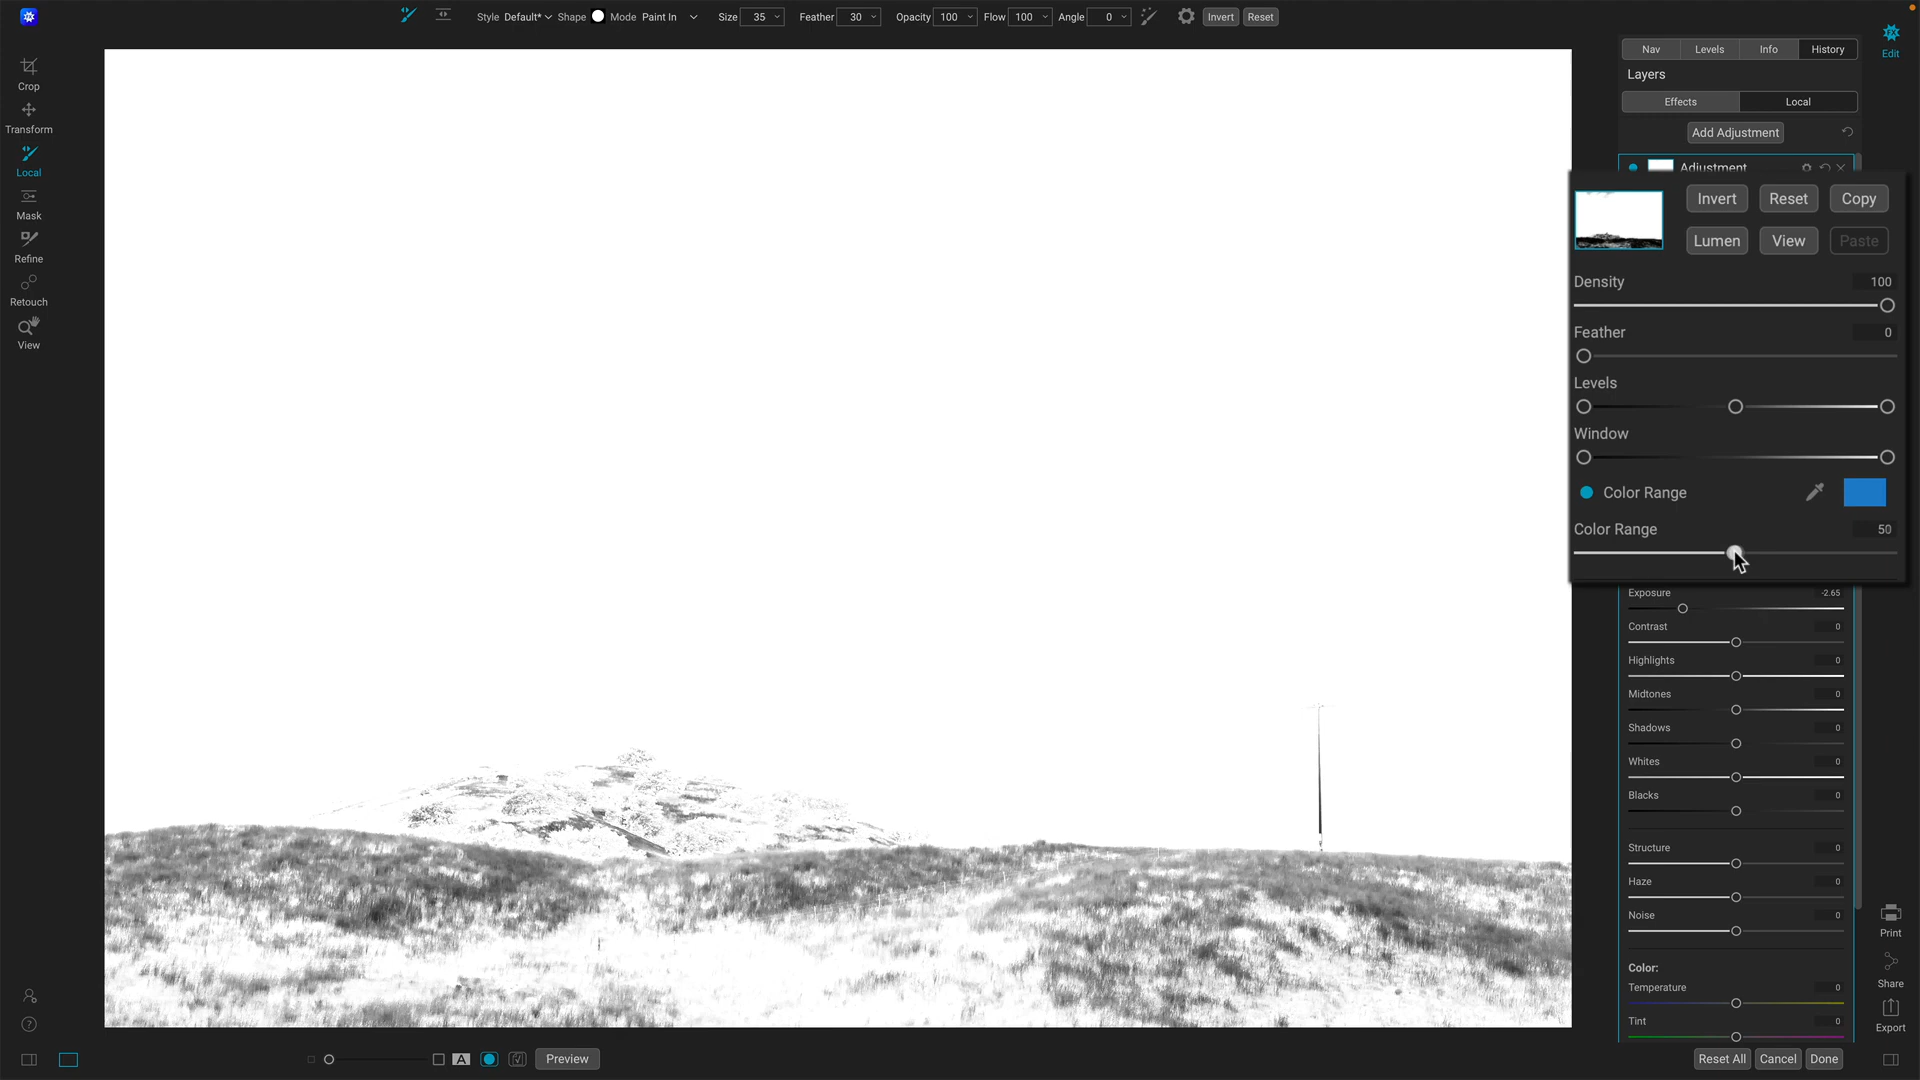 Style Default* Shape Mode Paint In Size 35 Feather 30 Opacity 100 Flow 100 Angle 0 Invert Reset
Crop
Transform
Local
Mask
Refine
Retouch
View
Nav Levels Info History
Edit
Layers
Effects Local
Add Adjustment
Adjustment
Invert Reset Copy
Lumen View Paste
Density 100
Feather 0
Levels
Window
Color Range
Color Range 50
Exposure -2.65
Contrast 0
Highlights 0
Midtones 0
Shadows 0
Whites 0
Blacks 0
Structure 0
Haze 0
Noise 0
Color:
Temperature 0
Tint 0
Print
Share
Export
A Preview
Reset All Cancel Done